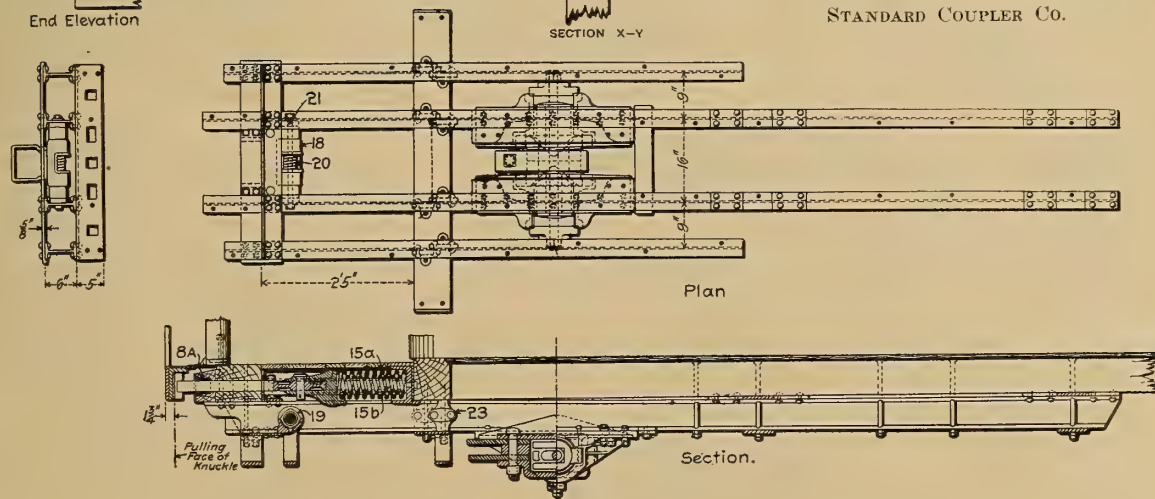 End Elevation
SECTION X-Y
STANDARD COUPLER CO.
21
18
20
9"
16"
9"
6"
5"
2'5"
Plan
8A
15a
15b
19
23
Pulling
Face of
Knuckle
Section.